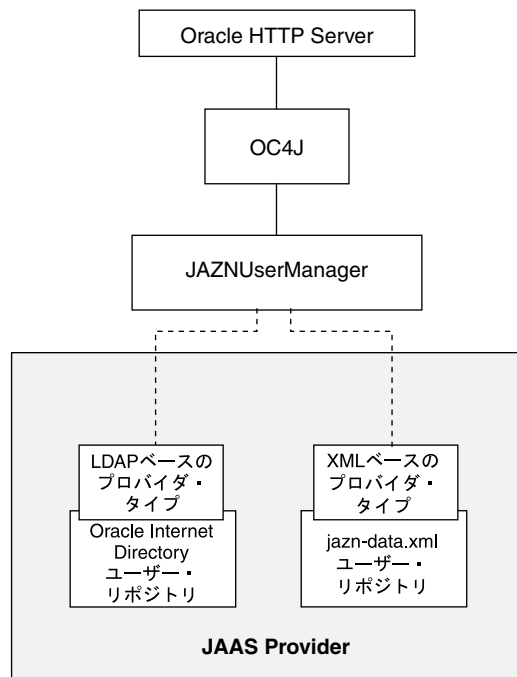 Oracle HTTP Server
OC4J
JAZNUserManager
LDAPベースの
プロバイダ・
タイプ
Oracle Internet
Directory
ユーザー・
リポジトリ
XMLベースの
プロバイダ・
タイプ
jazn-data.xml
ユーザー・
リポジトリ
JAAS Provider